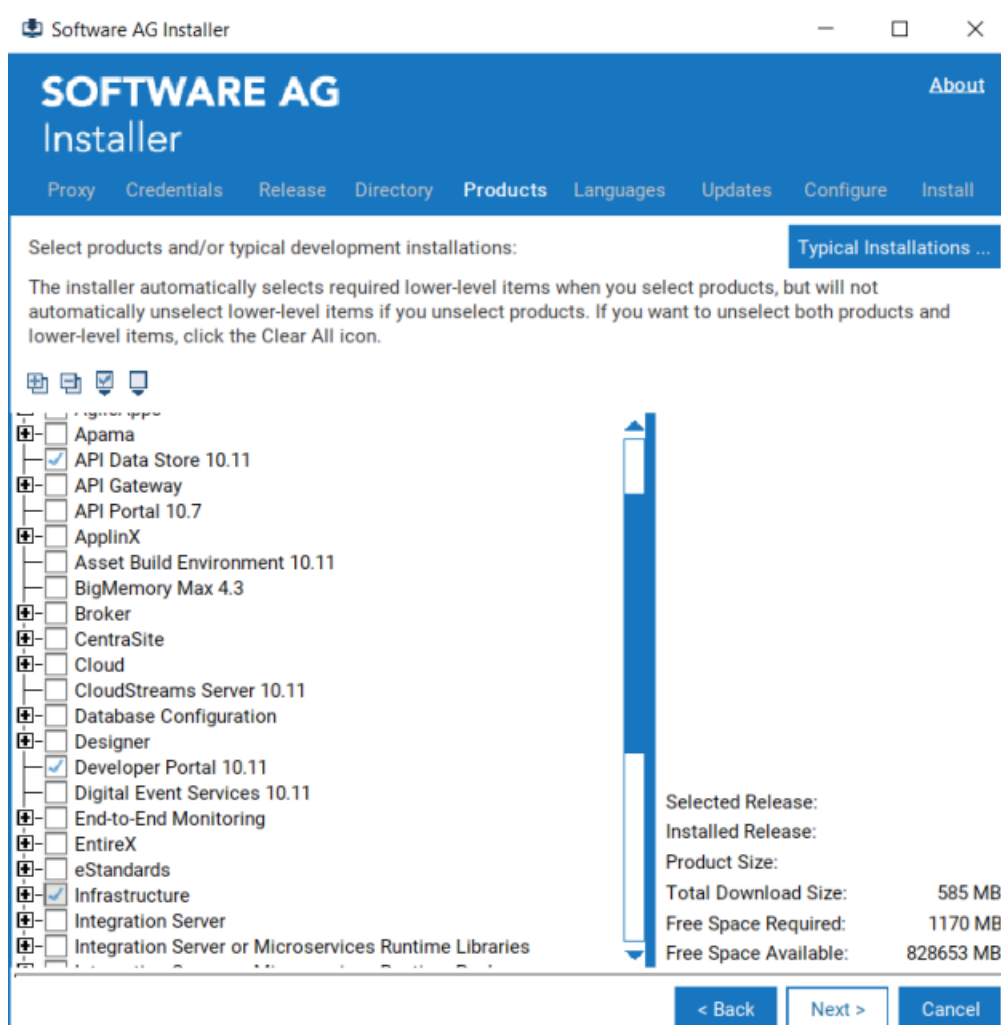 Software AG Installer
SOFTWARE AG
Installer
About
Proxy Credentials Release Directory Products Languages Updates Configure Install
Select products and/or typical development installations:
Typical Installations ...
The installer automatically selects required lower-level items when you select products, but will not
automatically unselect lower-level items if you unselect products. If you want to unselect both products and
lower-level items, click the Clear All icon.
Apama
API Data Store 10.11
API Gateway
API Portal 10.7
ApplinX
Asset Build Environment 10.11
BigMemory Max 4.3
Broker
CentraSite
Cloud
CloudStreams Server 10.11
Database Configuration
Designer
Developer Portal 10.11
Digital Event Services 10.11
End-to-End Monitoring
EntireX
eStandards
Infrastructure
Integration Server
Integration Server or Microservices Runtime Libraries
Selected Release:
Installed Release:
Product Size:
Total Download Size: 585 MB
Free Space Required: 1170 MB
Free Space Available: 828653 MB
< Back Next > Cancel